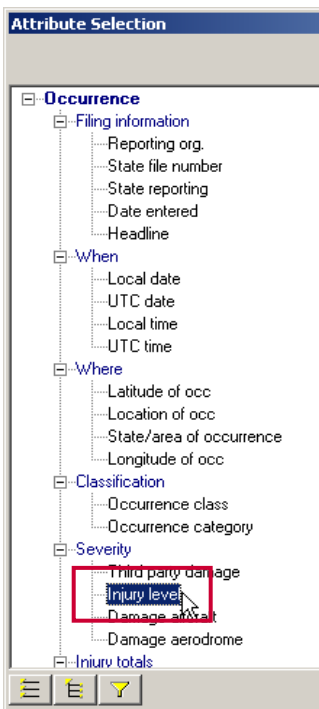 Attribute Selection
Occurrence
Filing information
Reporting org.
State file number
State reporting
Date entered
Headline
When
Local date
UTC date
Local time
UTC time
Where
Latitude of occ
Location of occ
State/area of occurrence
Longitude of occ
Classification
Occurrence class
Occurrence category
Severity
Third party damage
Injury level
Damage aircraft
Damage aerodrome
Injury totals